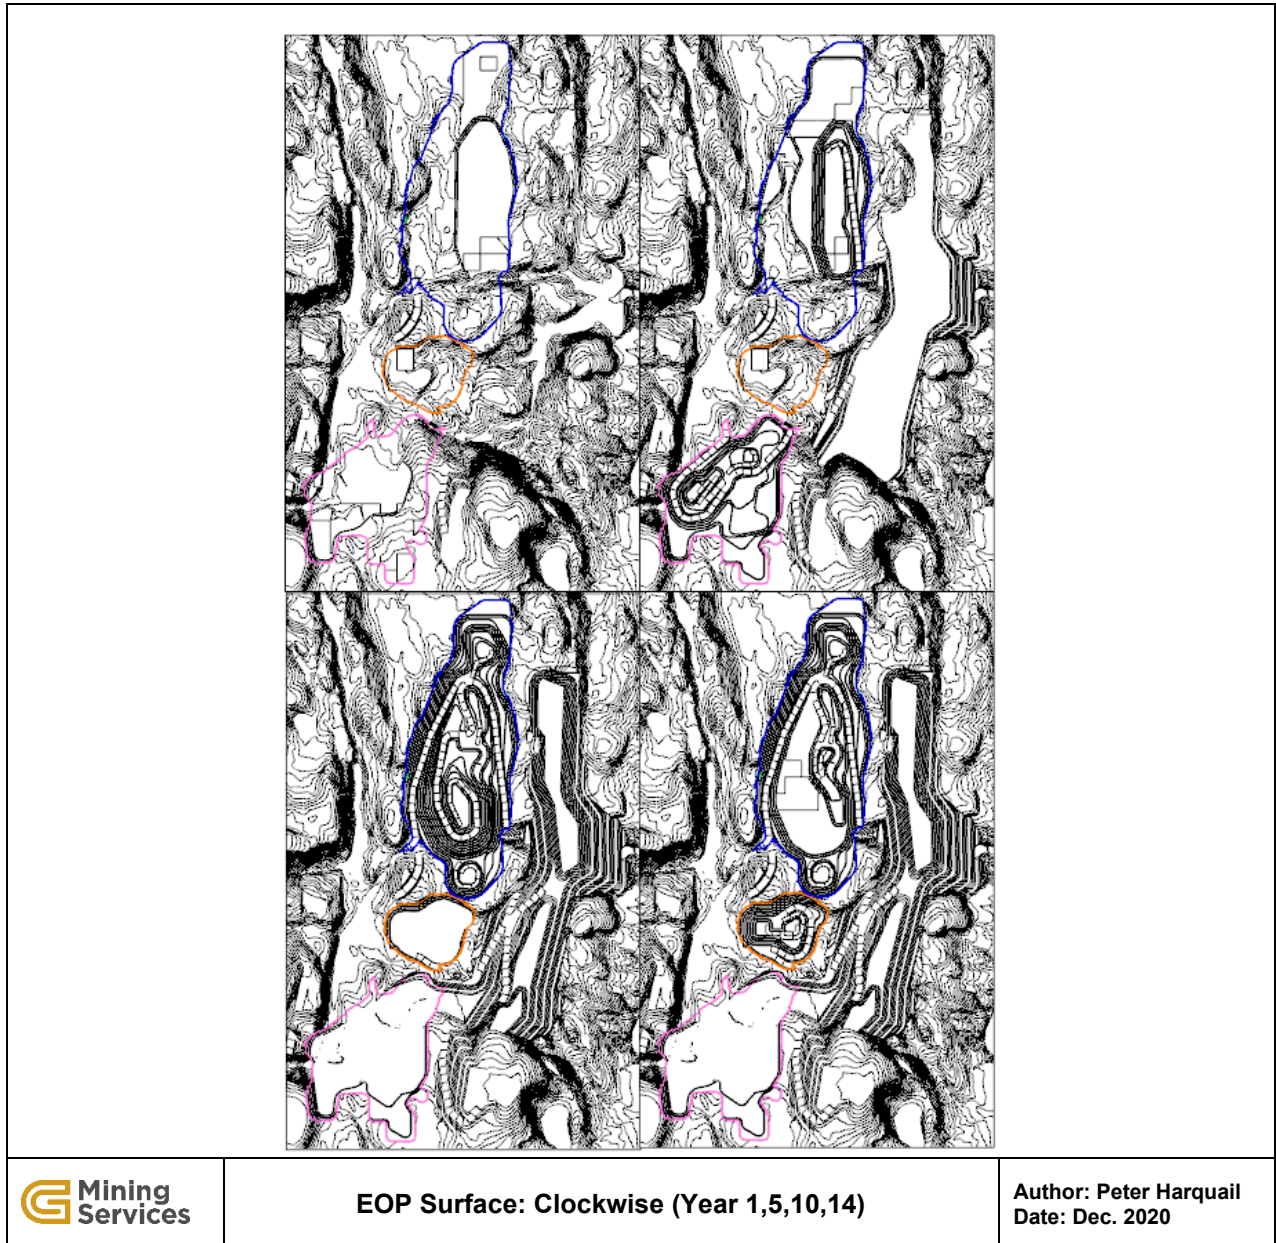 Mining
Services
EOP Surface: Clockwise (Year 1,5,10,14)
Author: Peter Harquail
Date: Dec. 2020